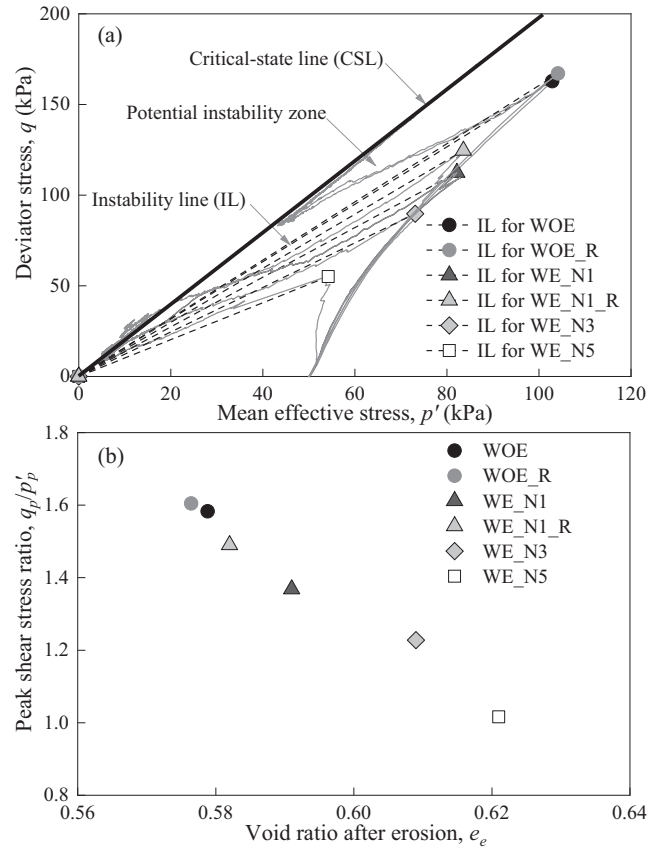 (a)
Critical-state line (CSL)
Potential instability zone
Instability line (IL)
IL for WOE
IL for WOE_R
IL for WE_N1
IL for WE_N1_R
IL for WE_N3
IL for WE_N5
200
150
100
50
0
Deviator stress, q (kPa)
0 20 40 60 80 100 120
Mean effective stress, p′ (kPa)
(b)
WOE
WOE_R
WE_N1
WE_N1_R
WE_N3
WE_N5
1.8
1.6
1.4
1.2
1.0
0.8
Peak shear stress ratio, qₚ/p′ₚ
0.56 0.58 0.60 0.62 0.64
Void ratio after erosion, eₑ